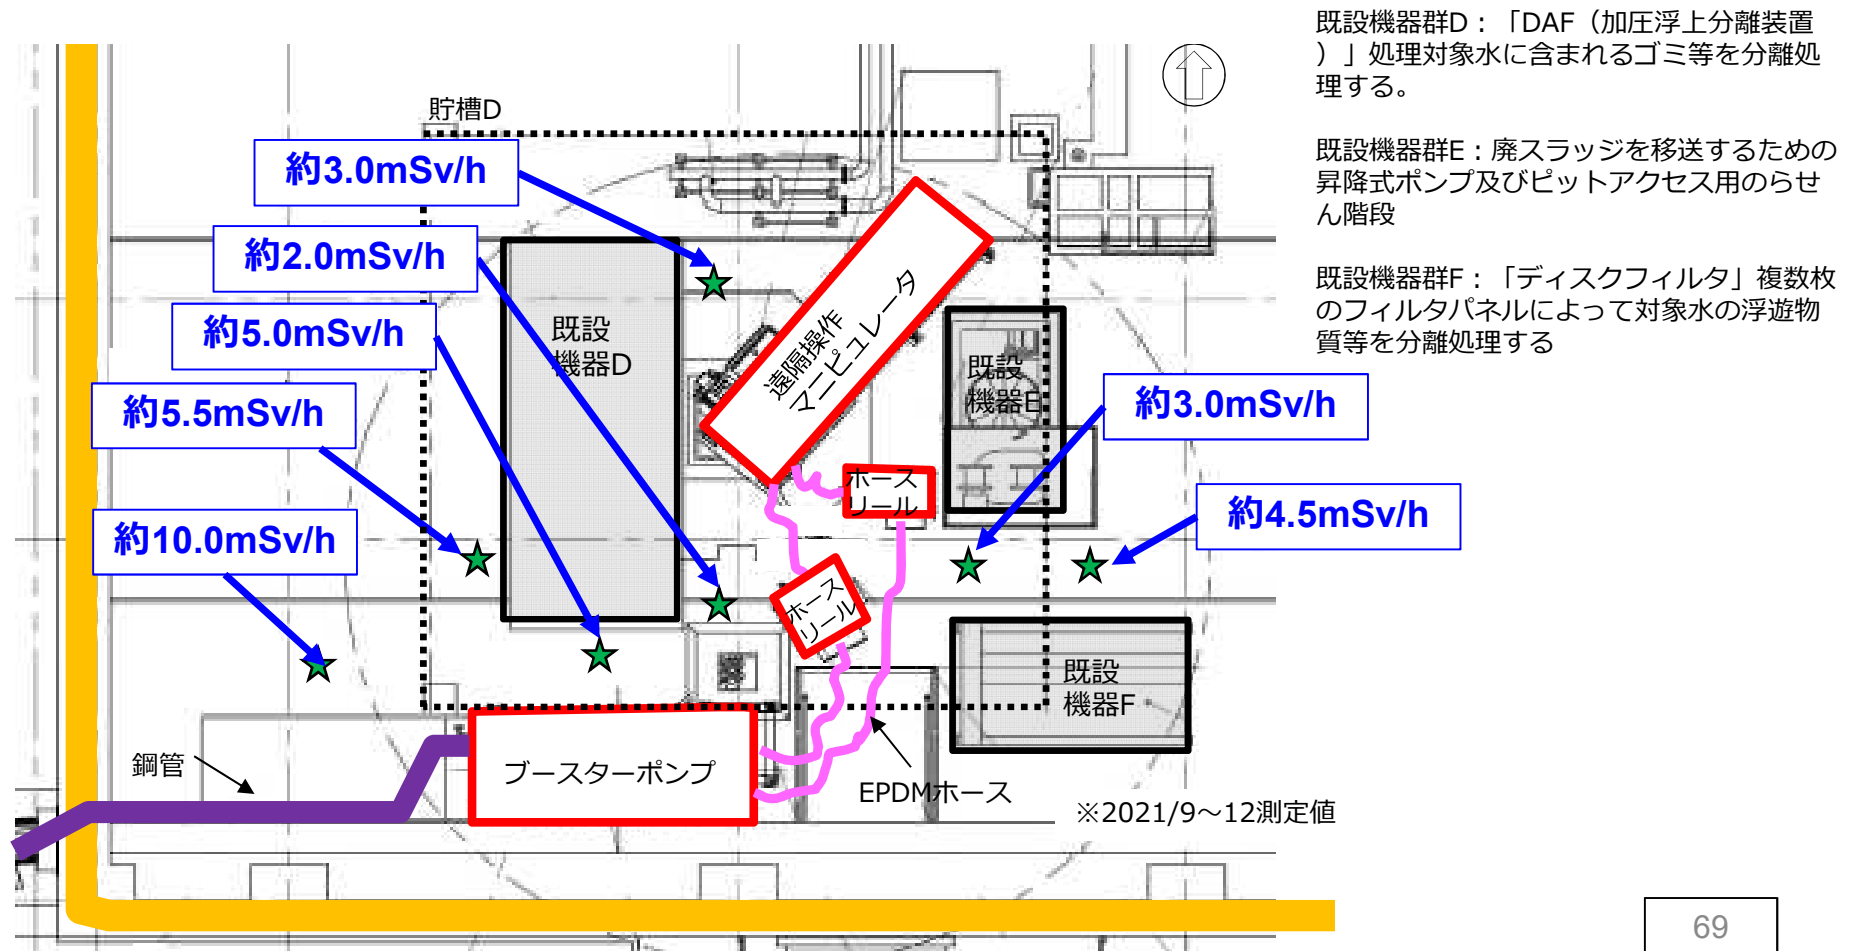 既設機器群D：「DAF（加圧浮上分離装置
）」処理対象水に含まれるゴミ等を分離処
理する。
既設機器群E：廃スラッジを移送するための
昇降式ポンプ及びピットアクセス用のらせ
ん階段
既設機器群F：「ディスクフィルタ」複数枚
のフィルタパネルによって対象水の浮遊物
質等を分離処理する
貯槽D
約3.0mSv/h
約2.0mSv/h
約5.0mSv/h
約5.5mSv/h
約10.0mSv/h
既設
機器D
遠隔操作
マニピュレータ
既設
機器E
約3.0mSv/h
約4.5mSv/h
ホース
リール
ホース
リール
既設
機器F
鋼管
ブースターポンプ
EPDMホース
※2021/9～12測定値
69